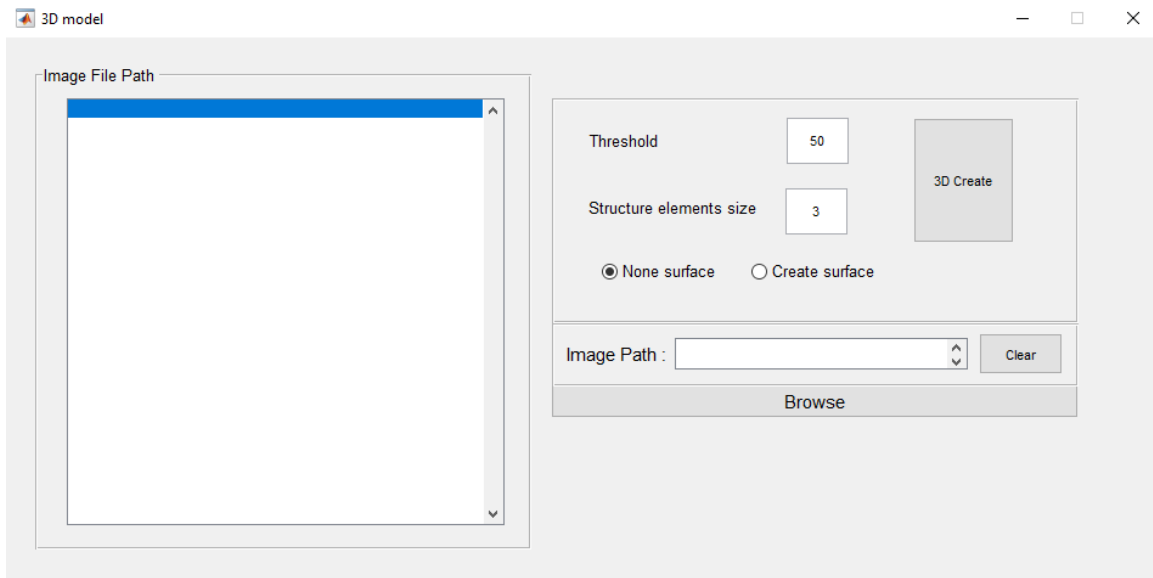 3D model
Image File Path
Threshold
50
3D Create
Structure elements size
3
None surface
Create surface
Image Path :
Clear
Browse